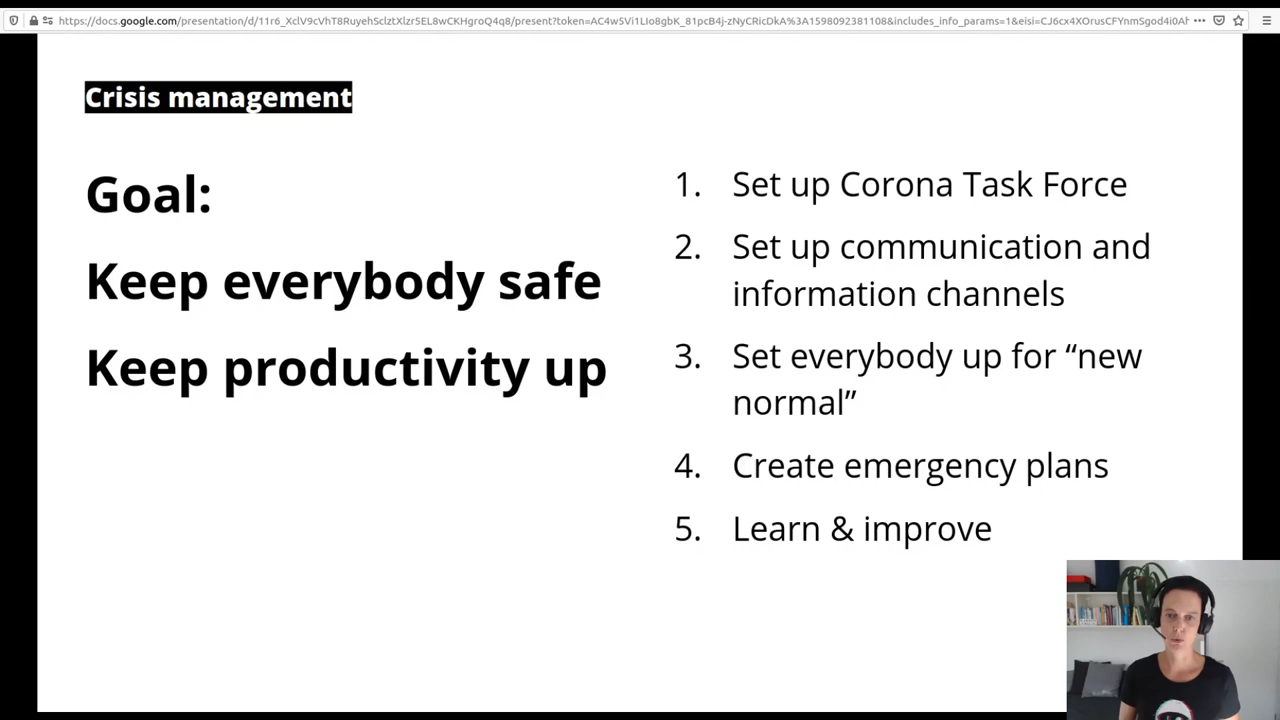 Crisis management
Goal:
Keep everybody safe
Keep productivity up
1. Set up Corona Task Force
2. Set up communication and
information channels
3. Set everybody up for “new
normal”
4. Create emergency plans
5. Learn & improve